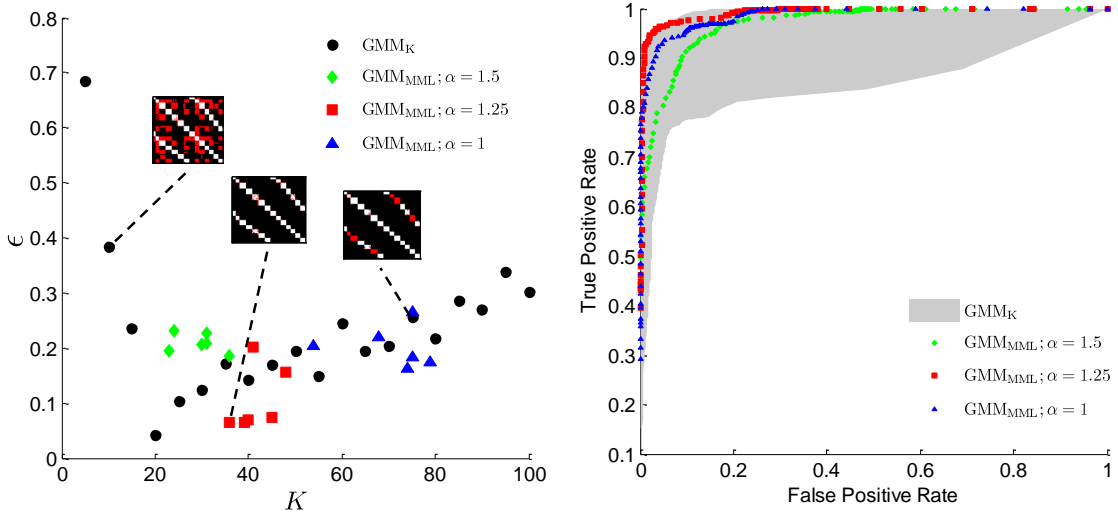 0.8
0.7
0.6
0.5
0.4
0.3
0.2
0.1
0
ϵ
0 20 40 60 80 100
K
GMM_K
GMM_MML; α = 1.5
GMM_MML; α = 1.25
GMM_MML; α = 1
1
0.9
0.8
0.7
0.6
0.5
0.4
0.3
0.2
0.1
True Positive Rate
0 0.2 0.4 0.6 0.8 1
False Positive Rate
GMM_K
GMM_MML; α = 1.5
GMM_MML; α = 1.25
GMM_MML; α = 1